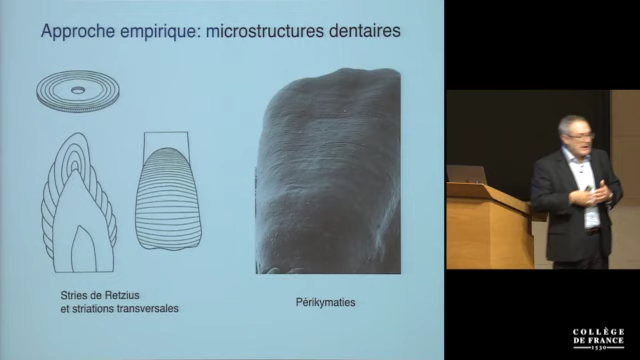 Approche empirique: microstructures dentaires
Stries de Retzius
et striations transversales
Périkymaties
COLLÈGE
DE FRANCE
1530